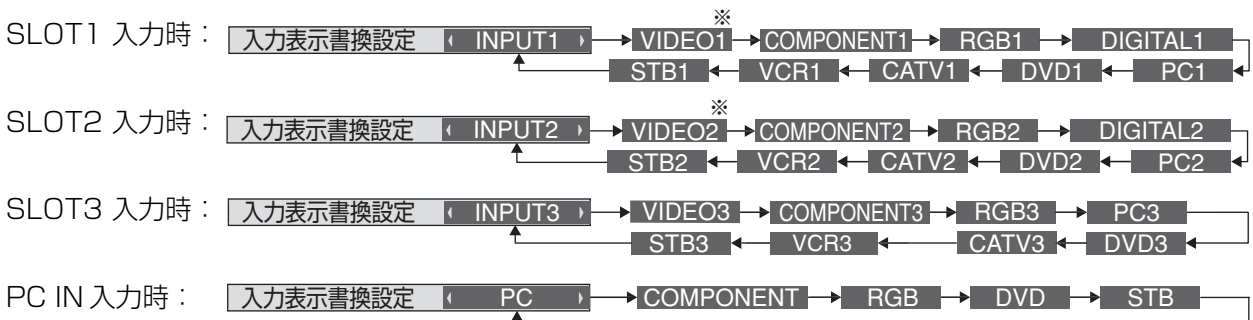 ※
SLOT1 入力時： 入力表示書換設定 INPUT1 VIDEO1 COMPONENT1 RGB1 DIGITAL1
STB1 VCR1 CATV1 DVD1 PC1
※
SLOT2 入力時： 入力表示書換設定 INPUT2 VIDEO2 COMPONENT2 RGB2 DIGITAL2
STB2 VCR2 CATV2 DVD2 PC2
SLOT3 入力時： 入力表示書換設定 INPUT3 VIDEO3 COMPONENT3 RGB3 PC3
STB3 VCR3 CATV3 DVD3
PC IN 入力時： 入力表示書換設定 PC COMPONENT RGB DVD STB